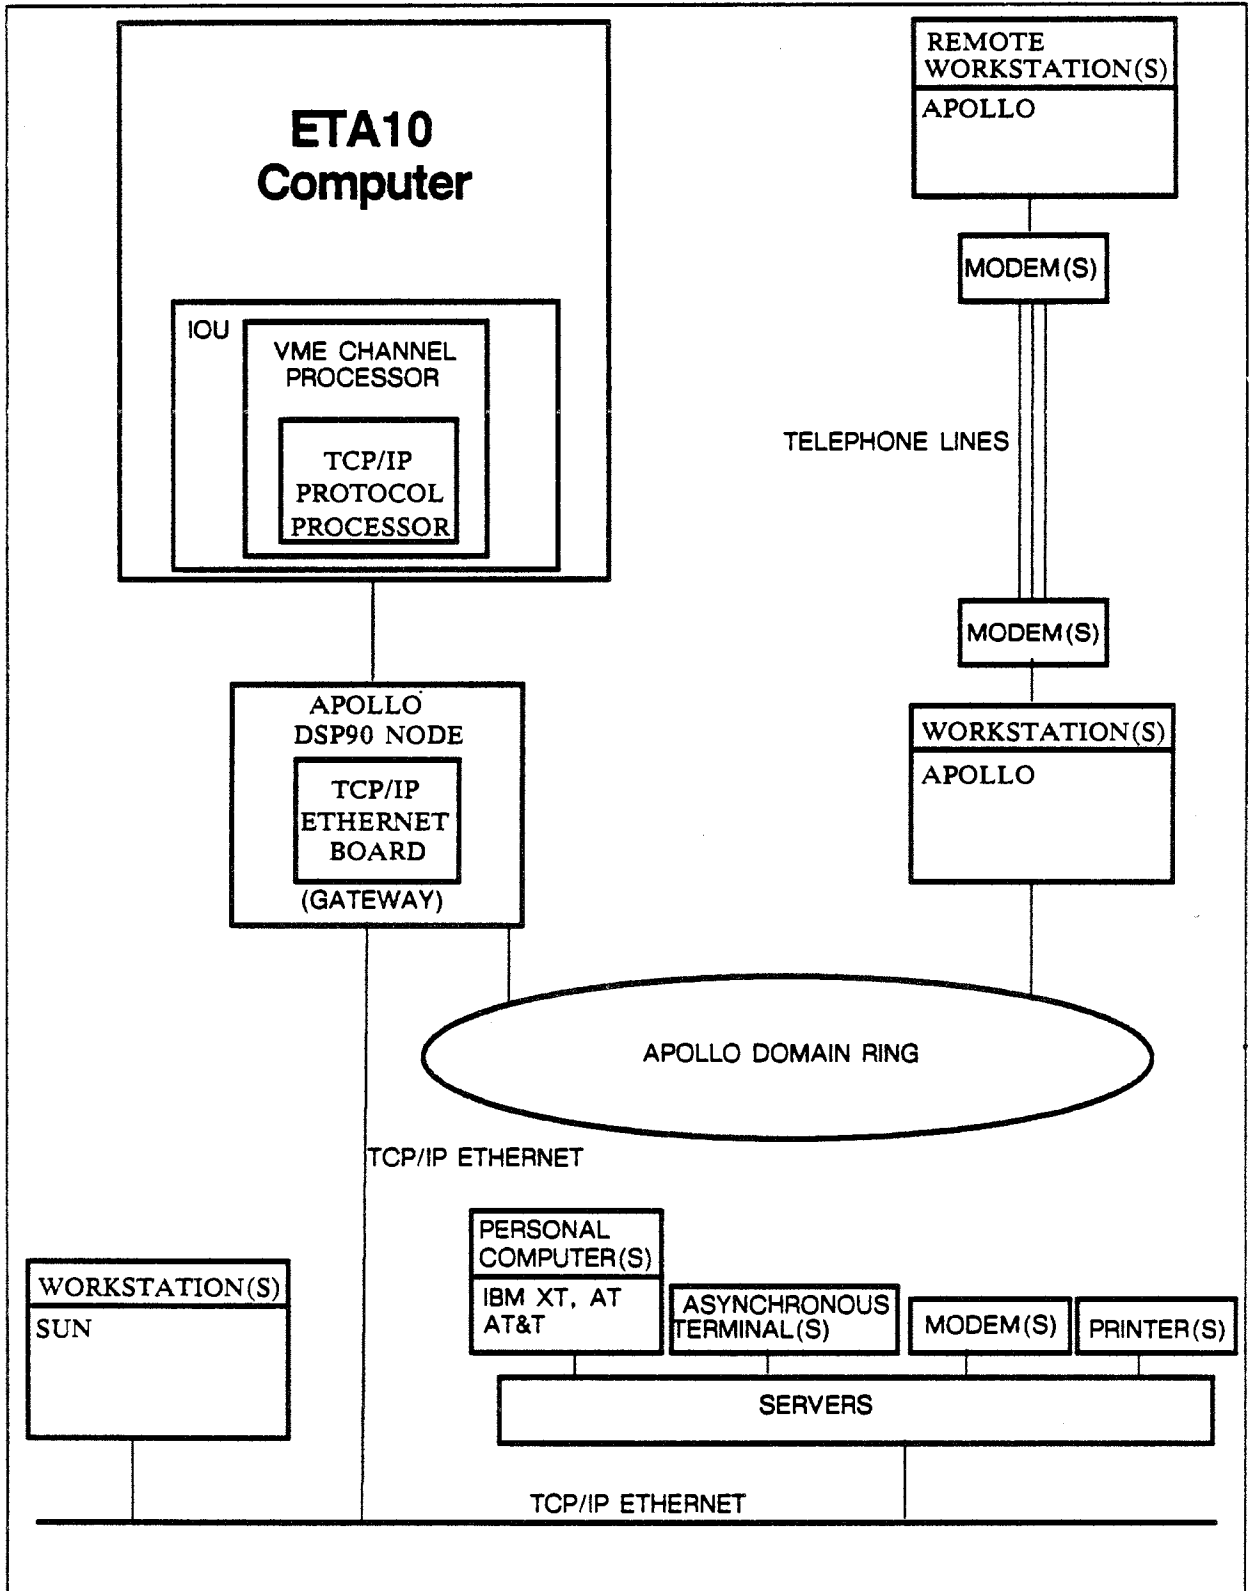 ETA10
Computer
IOU
VME CHANNEL
PROCESSOR
TCP/IP
PROTOCOL
PROCESSOR
REMOTE
WORKSTATION(S)
APOLLO
MODEM(S)
TELEPHONE LINES
MODEM(S)
WORKSTATION(S)
APOLLO
APOLLO
DSP90 NODE
TCP/IP
ETHERNET
BOARD
(GATEWAY)
APOLLO DOMAIN RING
TCP/IP ETHERNET
WORKSTATION(S)
SUN
PERSONAL
COMPUTER(S)
IBM XT, AT
AT&T
ASYNCHRONOUS
TERMINAL(S)
MODEM(S)
PRINTER(S)
SERVERS
TCP/IP ETHERNET